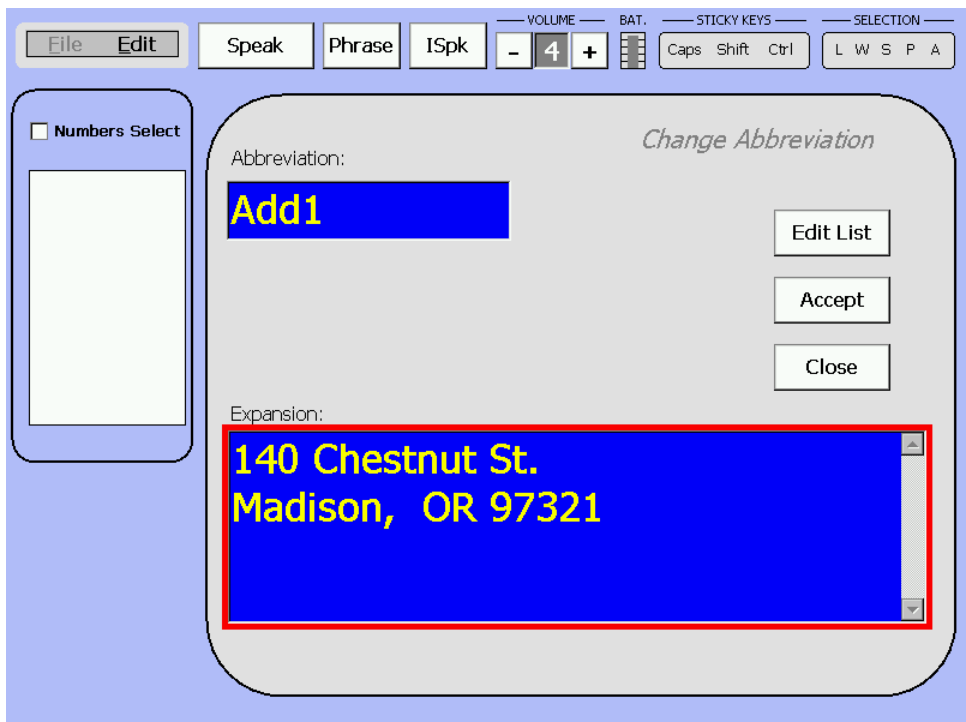 File Edit Speak Phrase ISpk VOLUME - 4 + BAT. STICKY KEYS Caps Shift Ctrl SELECTION L W S P A
Numbers Select
Change Abbreviation
Abbreviation:
Add1
Edit List
Accept
Close
Expansion:
140 Chestnut St.
Madison, OR 97321